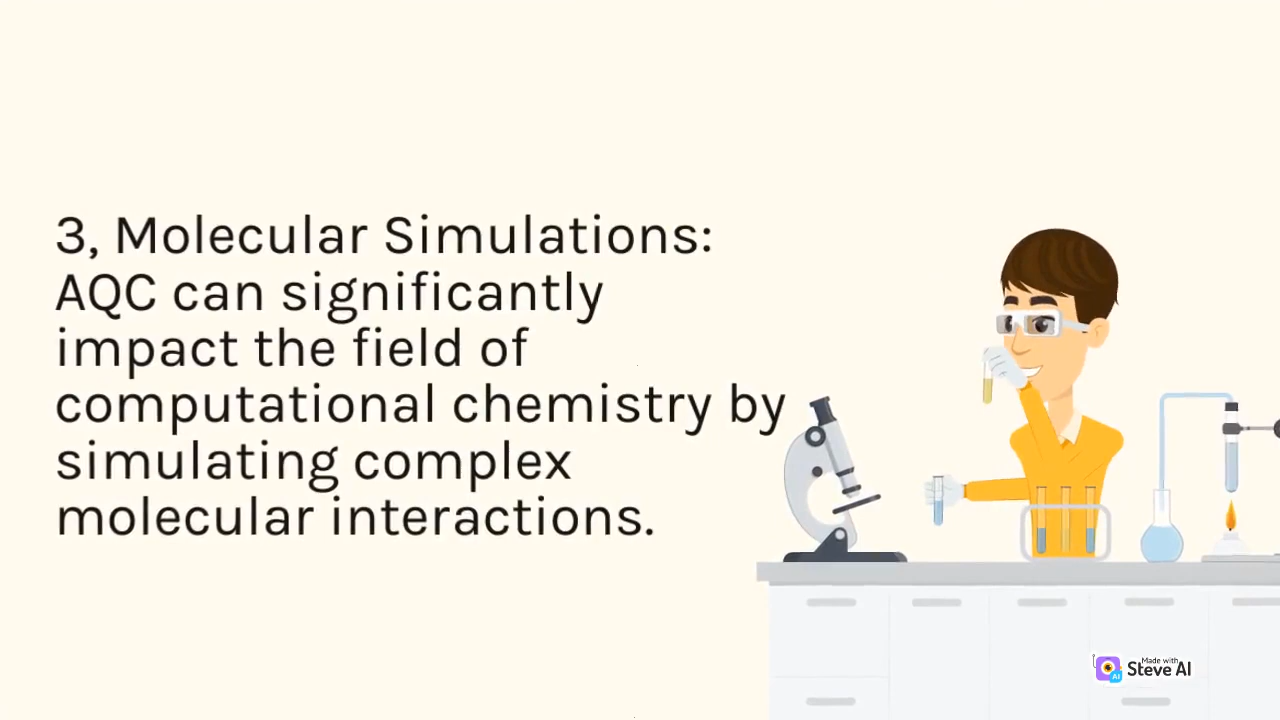 3, Molecular Simulations:
AQC can significantly
impact the field of
computational chemistry by
simulating complex
molecular interactions.
Made with
Steve AI
AI